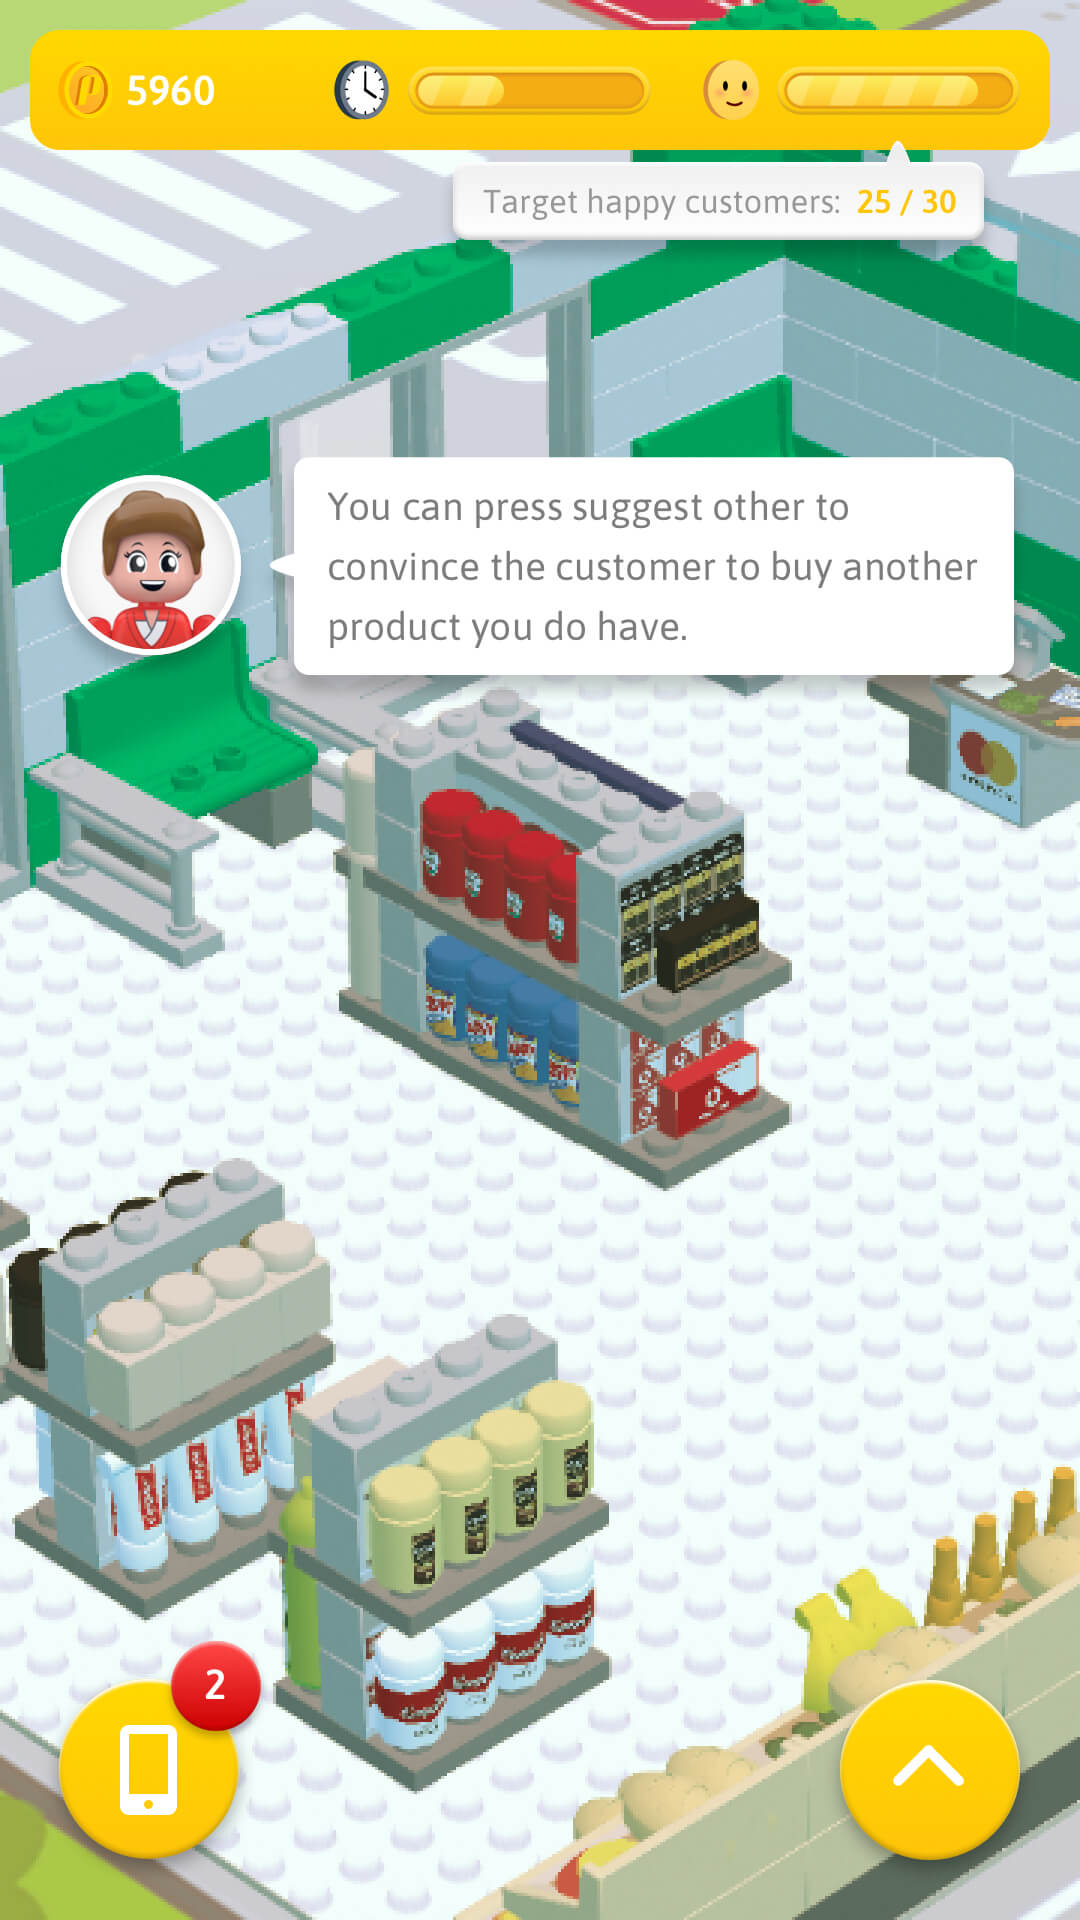 5960
Target happy customers: 25 / 30
You can press suggest other to
convince the customer to buy another
product you do have.
2